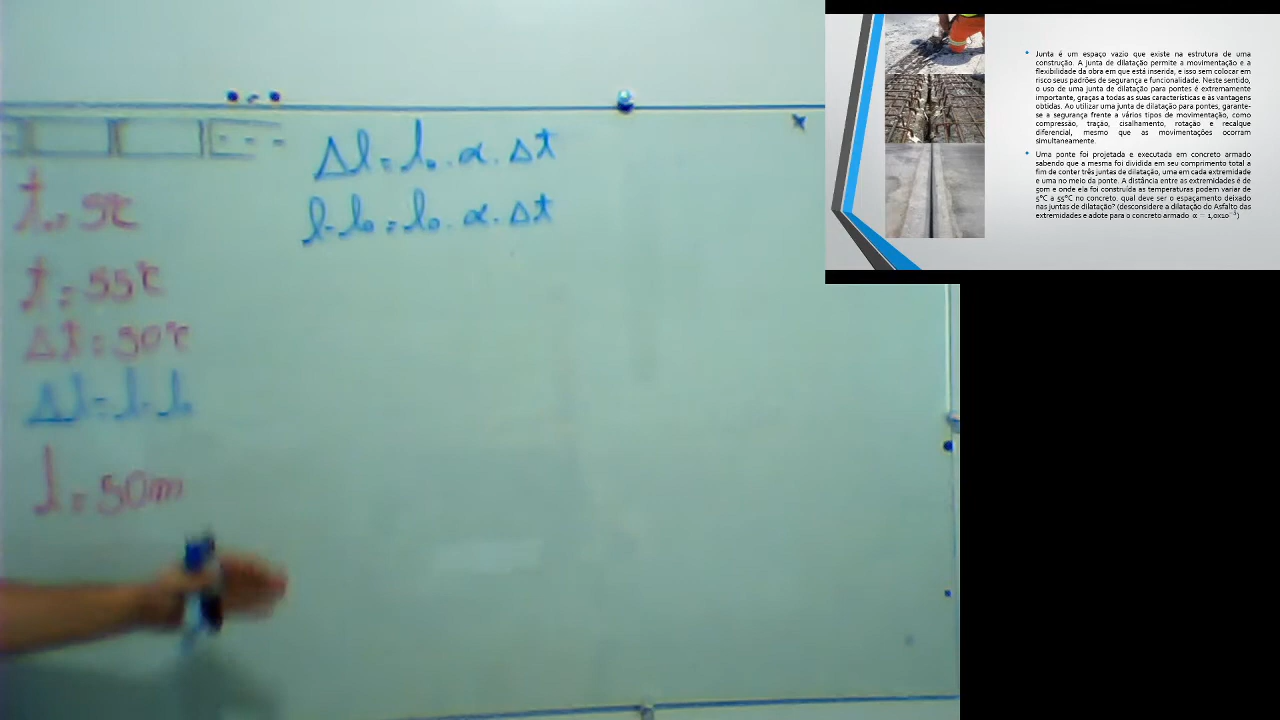 Δl = l₀ . α . Δt
l - l₀ = l₀ . α . Δt
t₀ = 5°C
t = 55°C
Δt = 50°C
Δl = l - l₀
l = 50m
• Junta é um espaço vazio que existe na estrutura de uma
construção. A junta de dilatação permite a movimentação e a
flexibilidade da obra em que está inserida, e isso sem colocar em
risco seus padrões de segurança e funcionalidade. Neste sentido,
o uso de uma junta de dilatação para pontes é extremamente
importante, graças a todas as suas características e às vantagens
obtidas. Ao utilizar uma junta de dilatação para pontes, garante-
se a segurança frente a vários tipos de movimentação, como
compressão, tração, cisalhamento, rotação e recalque
diferencial, mesmo que as movimentações ocorram
simultaneamente.
• Uma ponte foi projetada e executada em concreto armado
sabendo que a mesma foi dividida em seu comprimento total a
fim de conter três juntas de dilatação, uma em cada extremidade
e uma no meio da ponte. A distância entre as extremidades é de
50m e onde ela foi construída as temperaturas podem variar de
5°C a 55°C no concreto. qual deve ser o espaçamento deixado
nas juntas de dilatação? (desconsidere a dilatação do Asfalto das
extremidades e adote para o concreto armado α = 1,0x10⁻⁵)